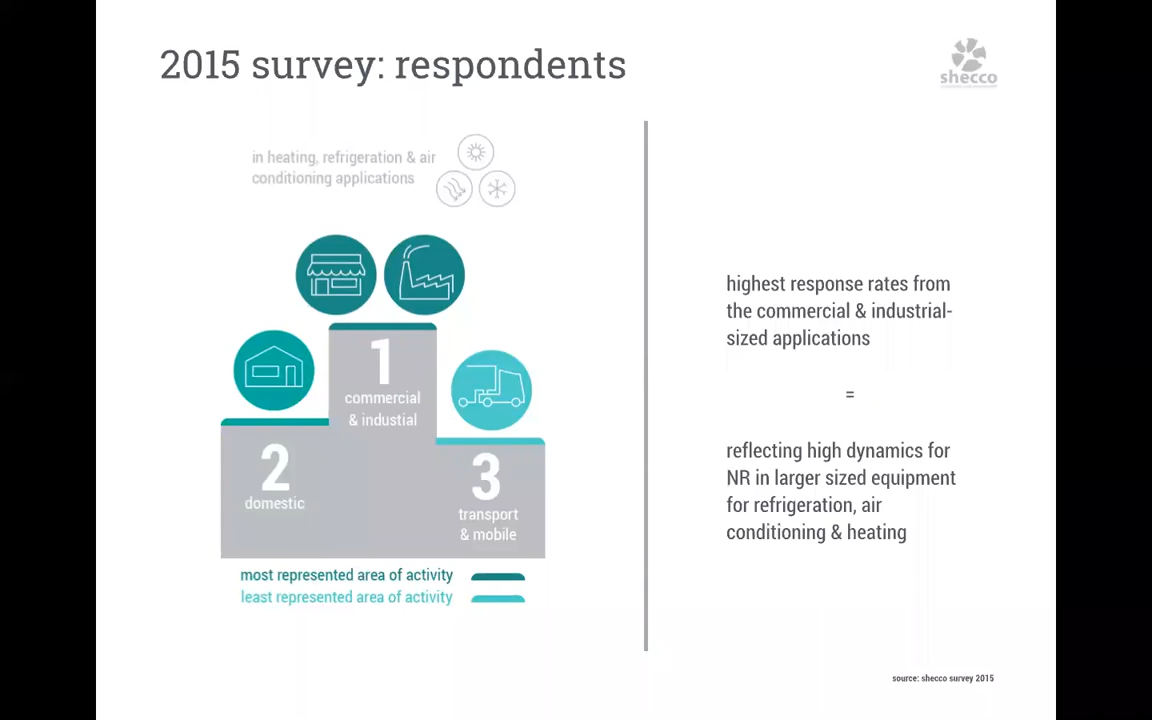 2015 survey: respondents
shecco
in heating, refrigeration & air
conditioning applications
1
commercial
& industial
2
domestic
3
transport
& mobile
most represented area of activity
least represented area of activity
highest response rates from
the commercial & industrial-
sized applications
=
reflecting high dynamics for
NR in larger sized equipment
for refrigeration, air
conditioning & heating
source: shecco survey 2015